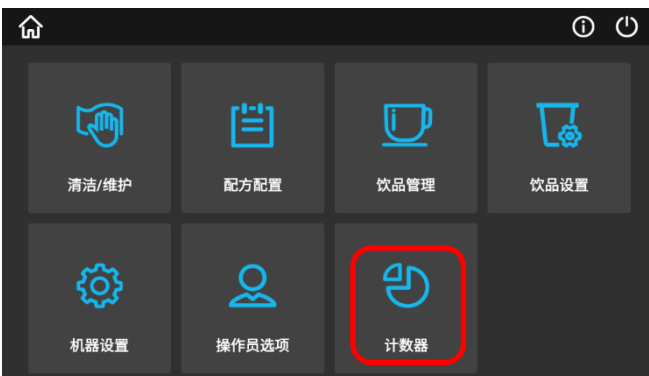 清洁/维护
配方配置
饮品管理
饮品设置
机器设置
操作员选项
计数器